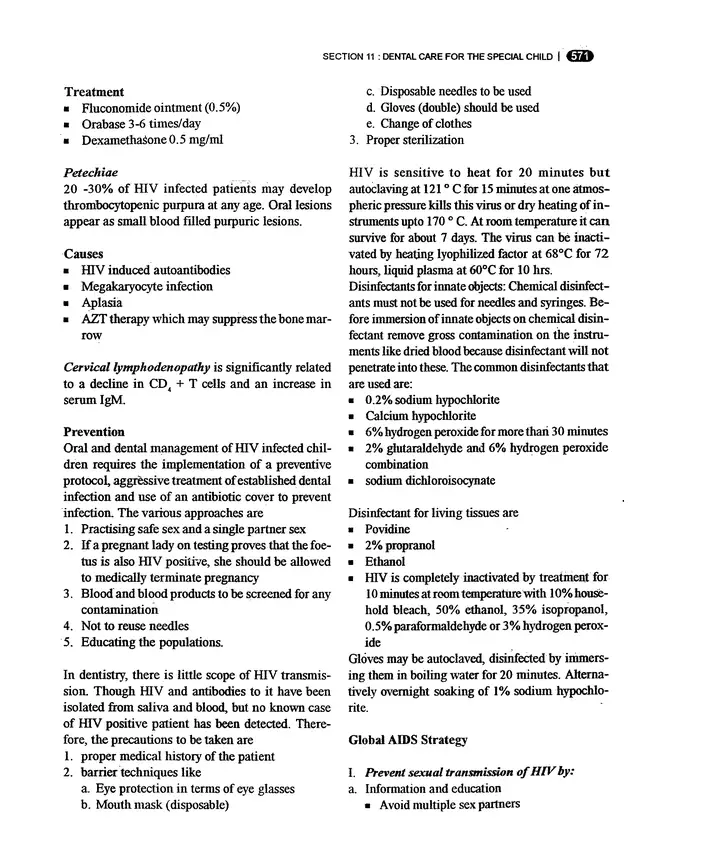 SECTION 11 : DENTAL CARE FOR THE SPECIAL CHILD | 571
Treatment
▪ Fluconomide ointment (0.5%)
▪ Orabase 3-6 times/day
▪ Dexamethasone 0.5 mg/ml
Petechiae
20 -30% of HIV infected patients may develop
thrombocytopenic purpura at any age. Oral lesions
appear as small blood filled purpuric lesions.
Causes
▪ HIV induced autoantibodies
▪ Megakaryocyte infection
▪ Aplasia
▪ AZT therapy which may suppress the bone mar-
row
Cervical lymphodenopathy is significantly related
to a decline in CD4 + T cells and an increase in
serum IgM.
Prevention
Oral and dental management of HIV infected chil-
dren requires the implementation of a preventive
protocol, aggressive treatment of established dental
infection and use of an antibiotic cover to prevent
infection. The various approaches are
1. Practising safe sex and a single partner sex
2. If a pregnant lady on testing proves that the foe-
tus is also HIV positive, she should be allowed
to medically terminate pregnancy
3. Blood and blood products to be screened for any
contamination
4. Not to reuse needles
5. Educating the populations.
In dentistry, there is little scope of HIV transmis-
sion. Though HIV and antibodies to it have been
isolated from saliva and blood, but no known case
of HIV positive patient has been detected. There-
fore, the precautions to be taken are
1. proper medical history of the patient
2. barrier techniques like
a. Eye protection in terms of eye glasses
b. Mouth mask (disposable)
c. Disposable needles to be used
d. Gloves (double) should be used
e. Change of clothes
3. Proper sterilization
HIV is sensitive to heat for 20 minutes but
autoclaving at 121 ° C for 15 minutes at one atmos-
pheric pressure kills this virus or dry heating of in-
struments upto 170 ° C. At room temperature it can
survive for about 7 days. The virus can be inacti-
vated by heating lyophilized factor at 68°C for 72
hours, liquid plasma at 60°C for 10 hrs.
Disinfectants for innate objects: Chemical disinfect-
ants must not be used for needles and syringes. Be-
fore immersion of innate objects on chemical disin-
fectant remove gross contamination on the instru-
ments like dried blood because disinfectant will not
penetrate into these. The common disinfectants that
are used are:
▪ 0.2% sodium hypochlorite
▪ Calcium hypochlorite
▪ 6% hydrogen peroxide for more than 30 minutes
▪ 2% glutaraldehyde and 6% hydrogen peroxide
combination
▪ sodium dichloroisocynate
Disinfectant for living tissues are
▪ Povidine
▪ 2% propranol
▪ Ethanol
▪ HIV is completely inactivated by treatment for
10 minutes at room temperature with 10% house-
hold bleach, 50% ethanol, 35% isopropanol,
0.5% paraformaldehyde or 3% hydrogen perox-
ide
Gloves may be autoclaved, disinfected by immers-
ing them in boiling water for 20 minutes. Alterna-
tively overnight soaking of 1% sodium hypochlo-
rite.
Global AIDS Strategy
I. Prevent sexual transmission of HIV by:
a. Information and education
▪ Avoid multiple sex partners